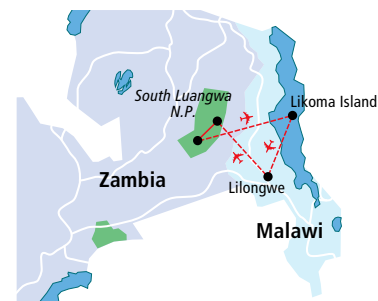 South Luangwa
N.P.
Likoma Island
Zambia
Lilongwe
Malawi